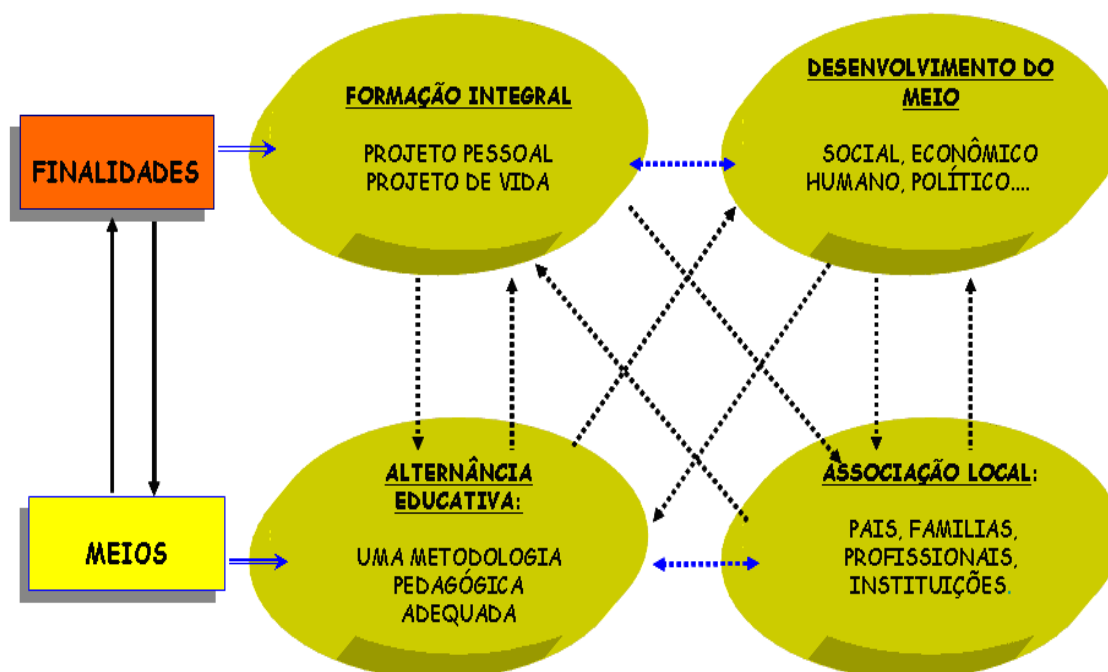 FINALIDADES
FORMAÇÃO INTEGRAL
PROJETO PESSOAL
PROJETO DE VIDA
DESENVOLVIMENTO DO
MEIO
SOCIAL, ECONÔMICO
HUMANO, POLÍTICO....
MEIOS
ALTERNÂNCIA
EDUCATIVA:
UMA METODOLOGIA
PEDAGÓGICA
ADEQUADA
ASSOCIAÇÃO LOCAL:
PAIS, FAMILIAS,
PROFISSIONAIS,
INSTITUIÇÕES.